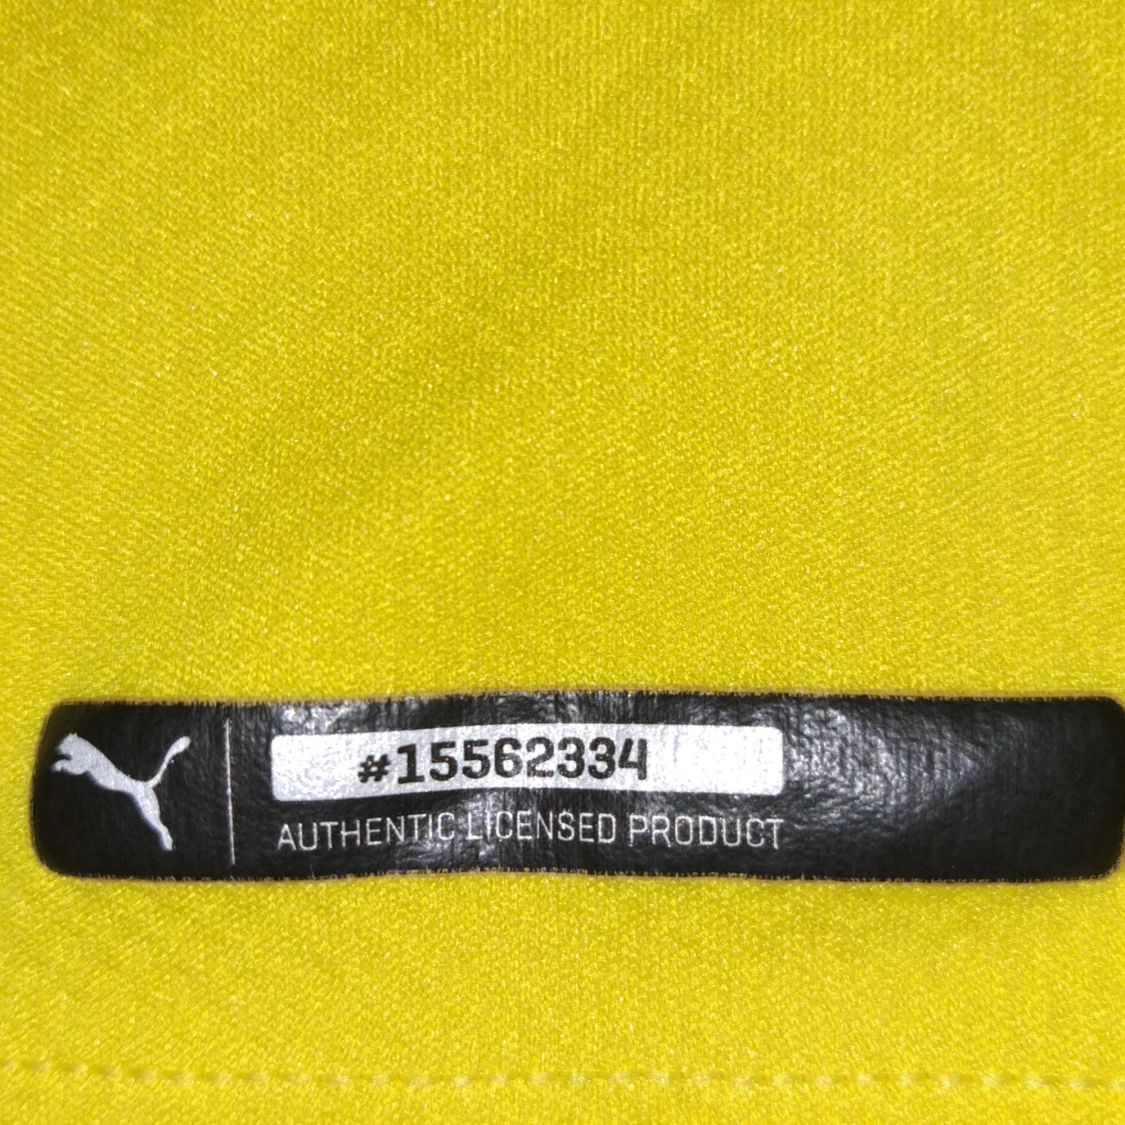 #15562334
AUTHENTIC LICENSED PRODUCT